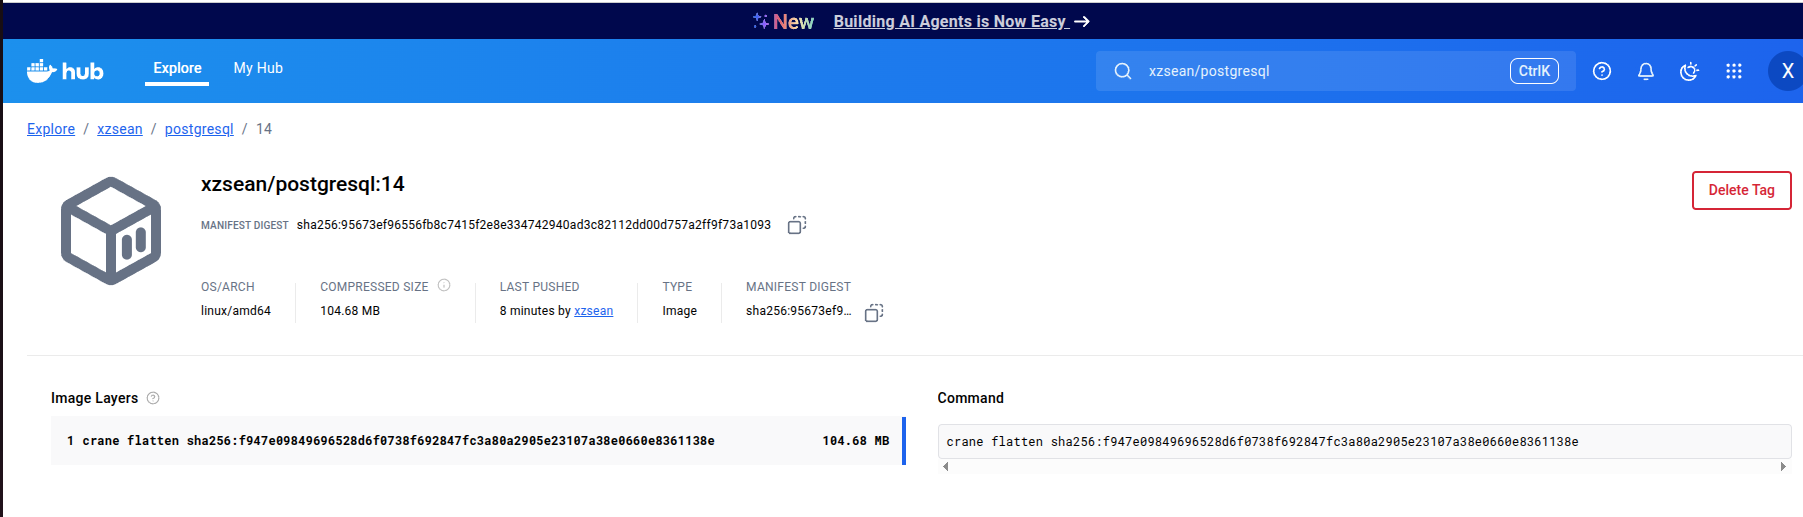 New Building AI Agents is Now Easy →
hub Explore My Hub xzsean/postgresql CtrlK X
Explore / xzsean / postgresql / 14
xzsean/postgresql:14
Delete Tag
MANIFEST DIGEST sha256:95673ef96556fb8c7415f2e8e334742940ad3c82112dd00d757a2ff9f73a1093
OS/ARCH COMPRESSED SIZE LAST PUSHED TYPE MANIFEST DIGEST
linux/amd64 104.68 MB 8 minutes by xzsean Image sha256:95673ef9...
Image Layers Command
1 crane flatten sha256:f947e09849696528d6f0738f692847fc3a80a2905e23107a38e0660e8361138e 104.68 MB
crane flatten sha256:f947e09849696528d6f0738f692847fc3a80a2905e23107a38e0660e8361138e